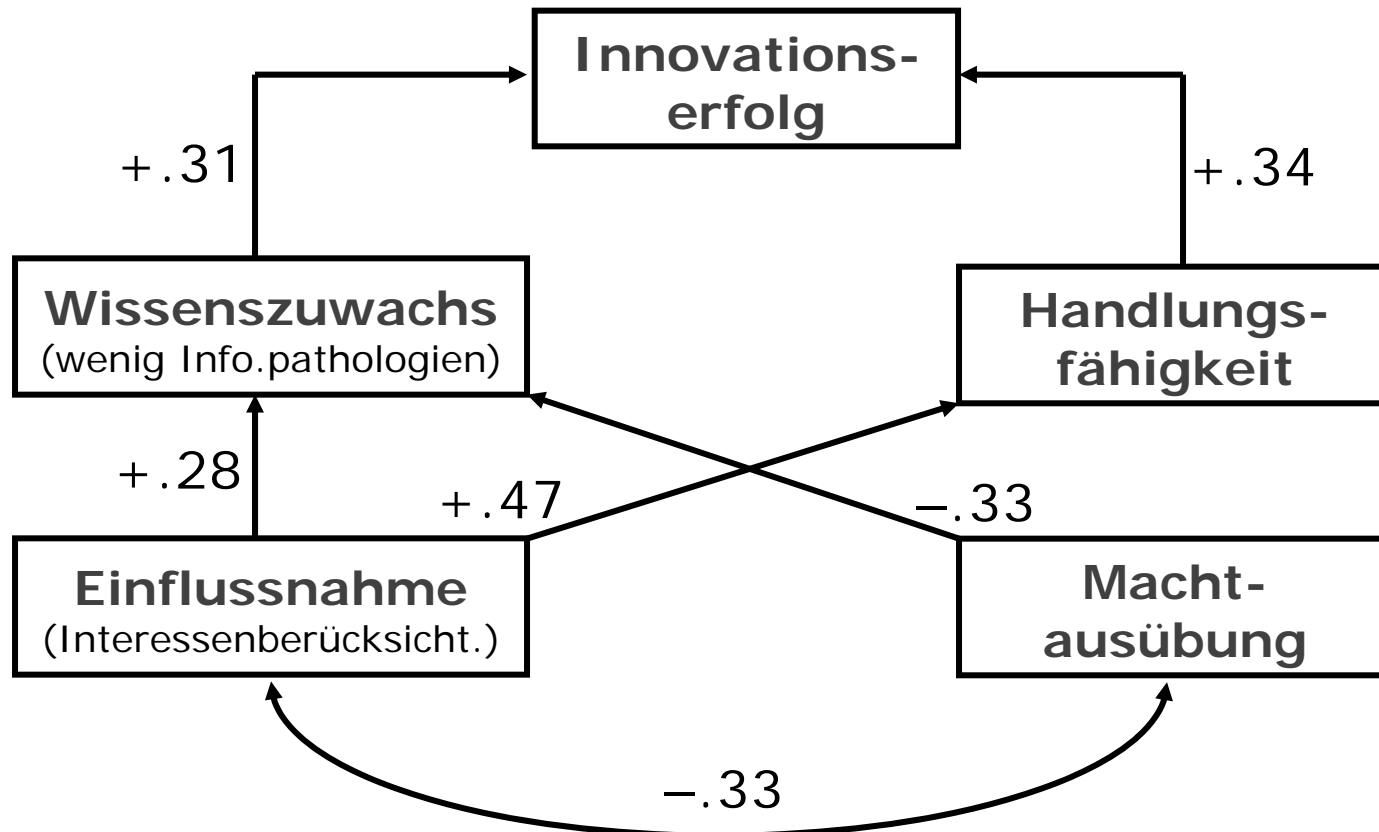 Innovations-
erfolg
+.31
+.34
Wissenszuwachs
(wenig Info.pathologien)
Handlungs-
fähigkeit
+.28
+.47
–.33
Einflussnahme
(Interessenberücksicht.)
Macht-
ausübung
–.33